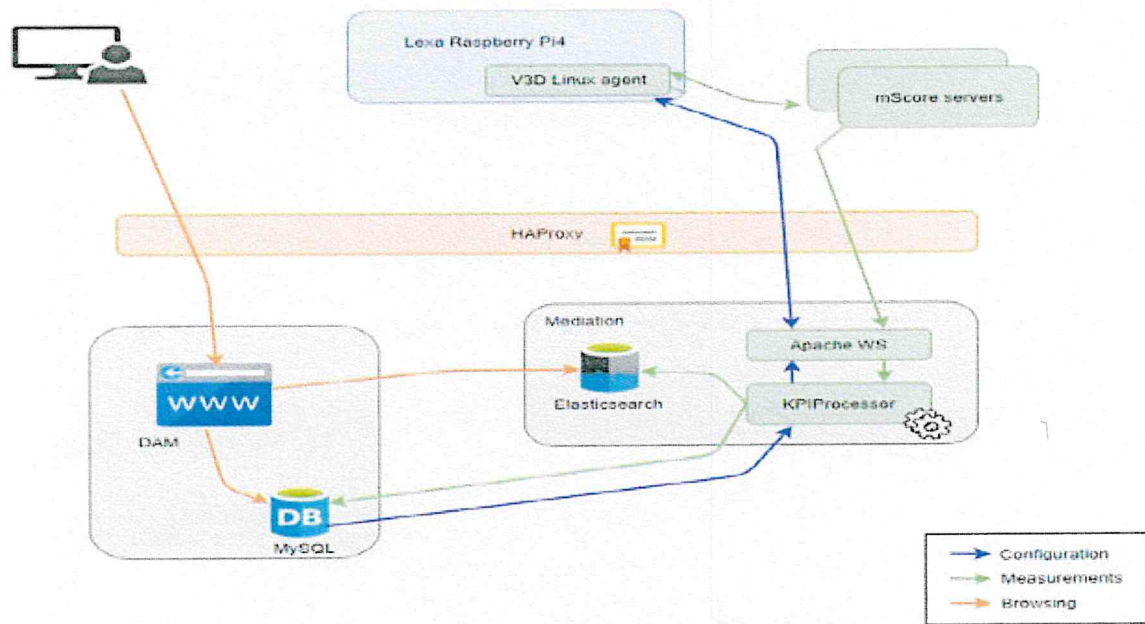 Lexa Raspberry Pi4
V3D Linux agent
mScore servers
HAProxy
Mediation
Apache WS
Elasticsearch
KPIProcessor
WWW
DAM
DB
MySQL
Configuration
Measurements
Browsing